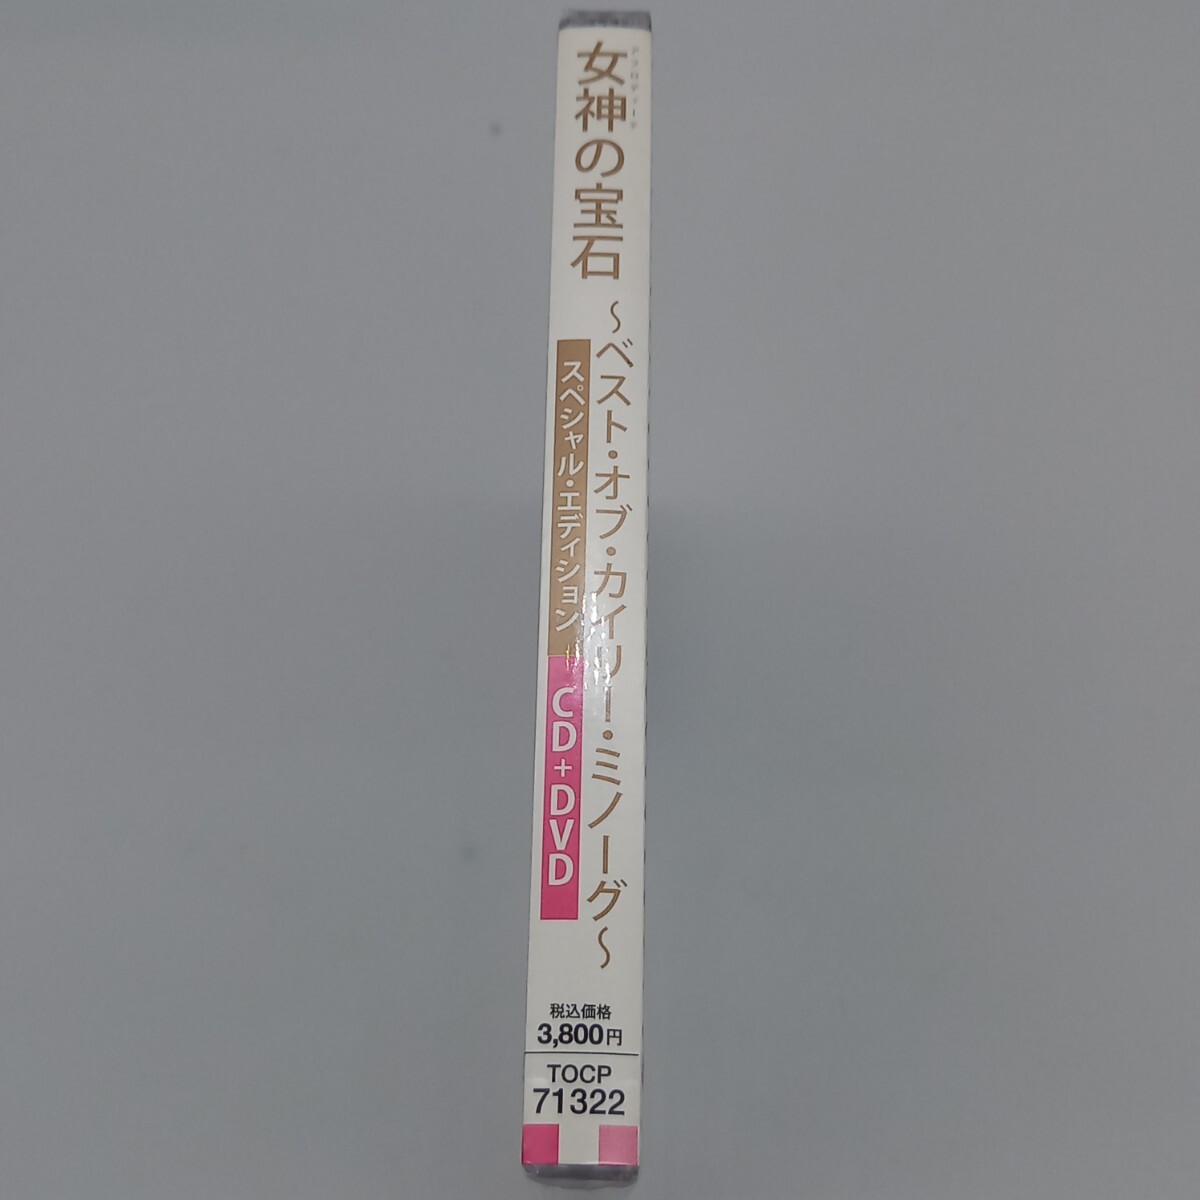 女神の宝石
アフロディーテ
～ベスト・オブ・カイリー・ミノーグ～
スペシャル・エディション
CD+DVD
税込価格
3,800円
TOCP
71322